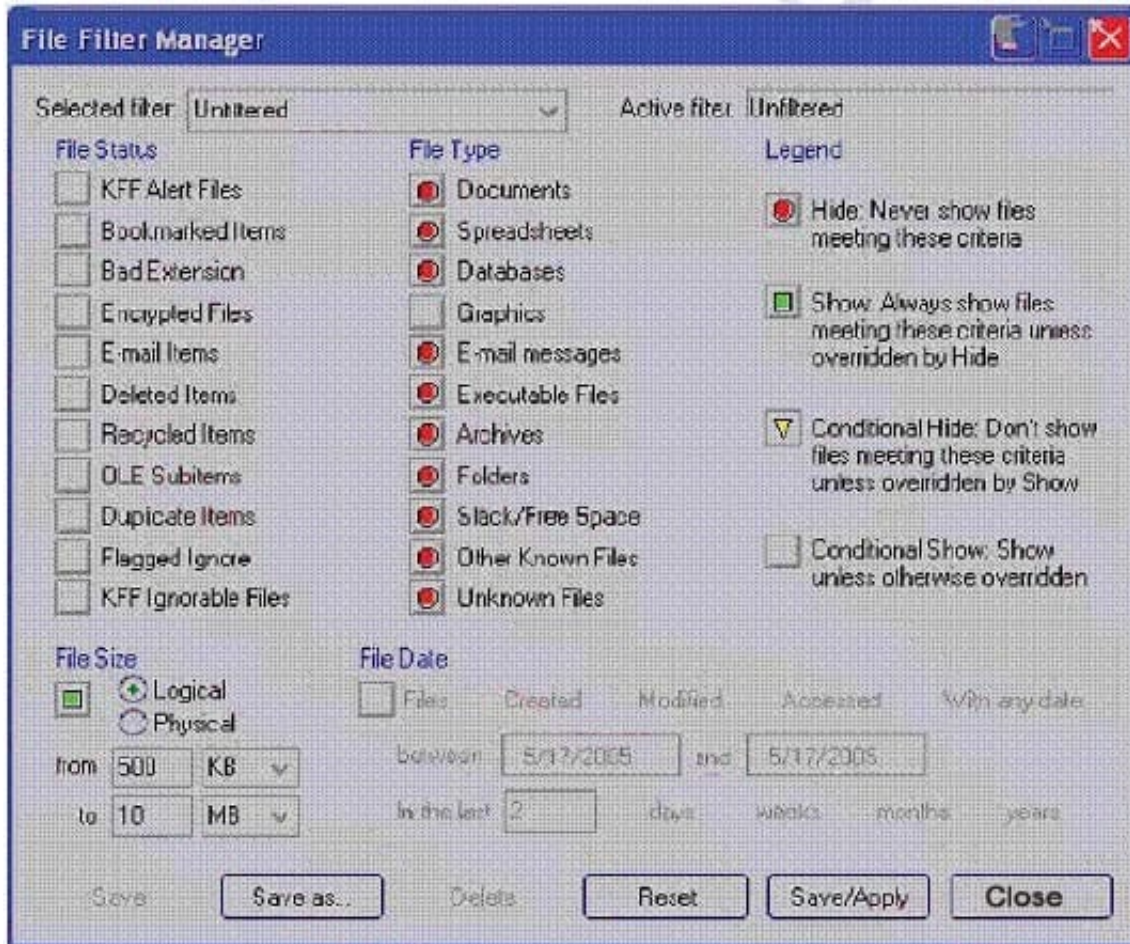 File Filter Manager
Selected filter Unfiltered
Active filter Unfiltered
File Status
KFF Alert Files
Bookmarked Items
Bad Extension
Encrypted Files
E-mail Items
Deleted Items
Recycled Items
OLE Subitems
Duplicate Items
Flagged Ignore
KFF Ignorable Files
File Type
Documents
Spreadsheets
Databases
Graphics
E-mail messages
Executable Files
Archives
Folders
Slack/Free Space
Other Known Files
Unknown Files
Legend
Hide: Never show files
meeting these criteria
Show: Always show files
meeting these criteria unless
overridden by Hide
Conditional Hide: Don't show
files meeting these criteria
unless overridden by Show
Conditional Show: Show
unless otherwise overridden
File Size
Logical
Physical
from 500 KB
to 10 MB
File Date
Files Created Modified Accessed With any date
between 5/17/2005 and 5/17/2005
In the last 2 days weeks months years
Save Save as... Delete Reset Save/Apply Close